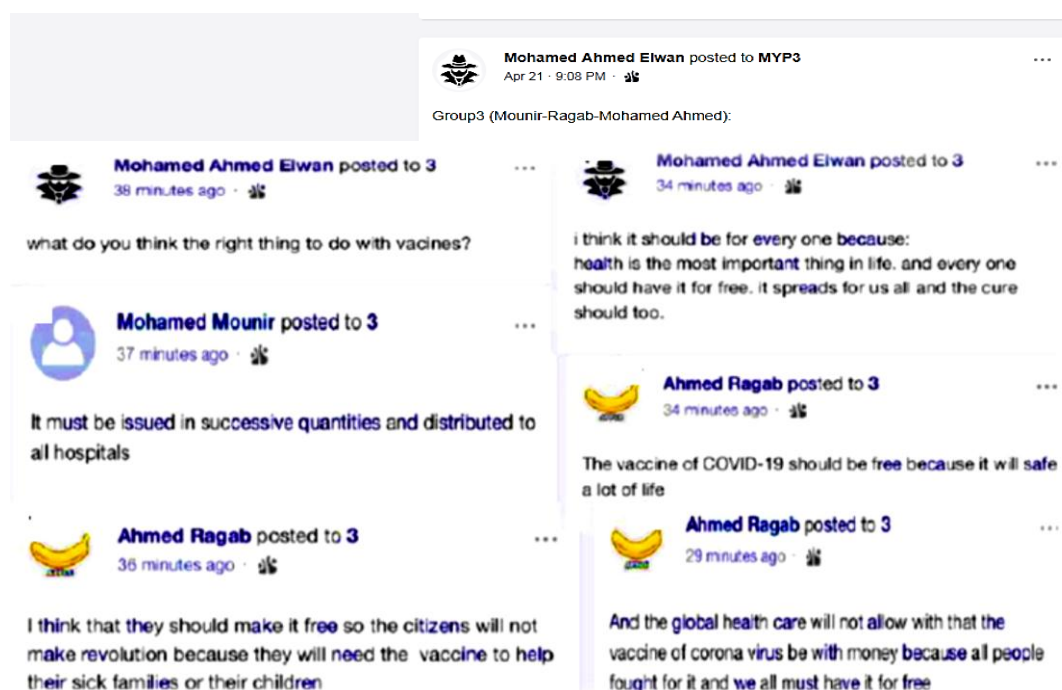 Mohamed Ahmed Elwan posted to MYP3
Apr 21 · 9:08 PM ·
Group3 (Mounir-Ragab-Mohamed Ahmed):
Mohamed Ahmed Elwan posted to 3
38 minutes ago ·
what do you think the right thing to do with vacines?
Mohamed Mounir posted to 3
37 minutes ago ·
It must be issued in successive quantities and distributed to
all hospitals
Ahmed Ragab posted to 3
36 minutes ago ·
I think that they should make it free so the citizens will not
make revolution because they will need the vaccine to help
their sick families or their children
Mohamed Ahmed Elwan posted to 3
34 minutes ago ·
i think it should be for every one because:
health is the most important thing in life. and every one
should have it for free. it spreads for us all and the cure
should too.
Ahmed Ragab posted to 3
34 minutes ago ·
The vaccine of COVID-19 should be free because it will safe
a lot of life
Ahmed Ragab posted to 3
29 minutes ago ·
And the global health care will not allow with that the
vaccine of corona virus be with money because all people
fought for it and we all must have it for free